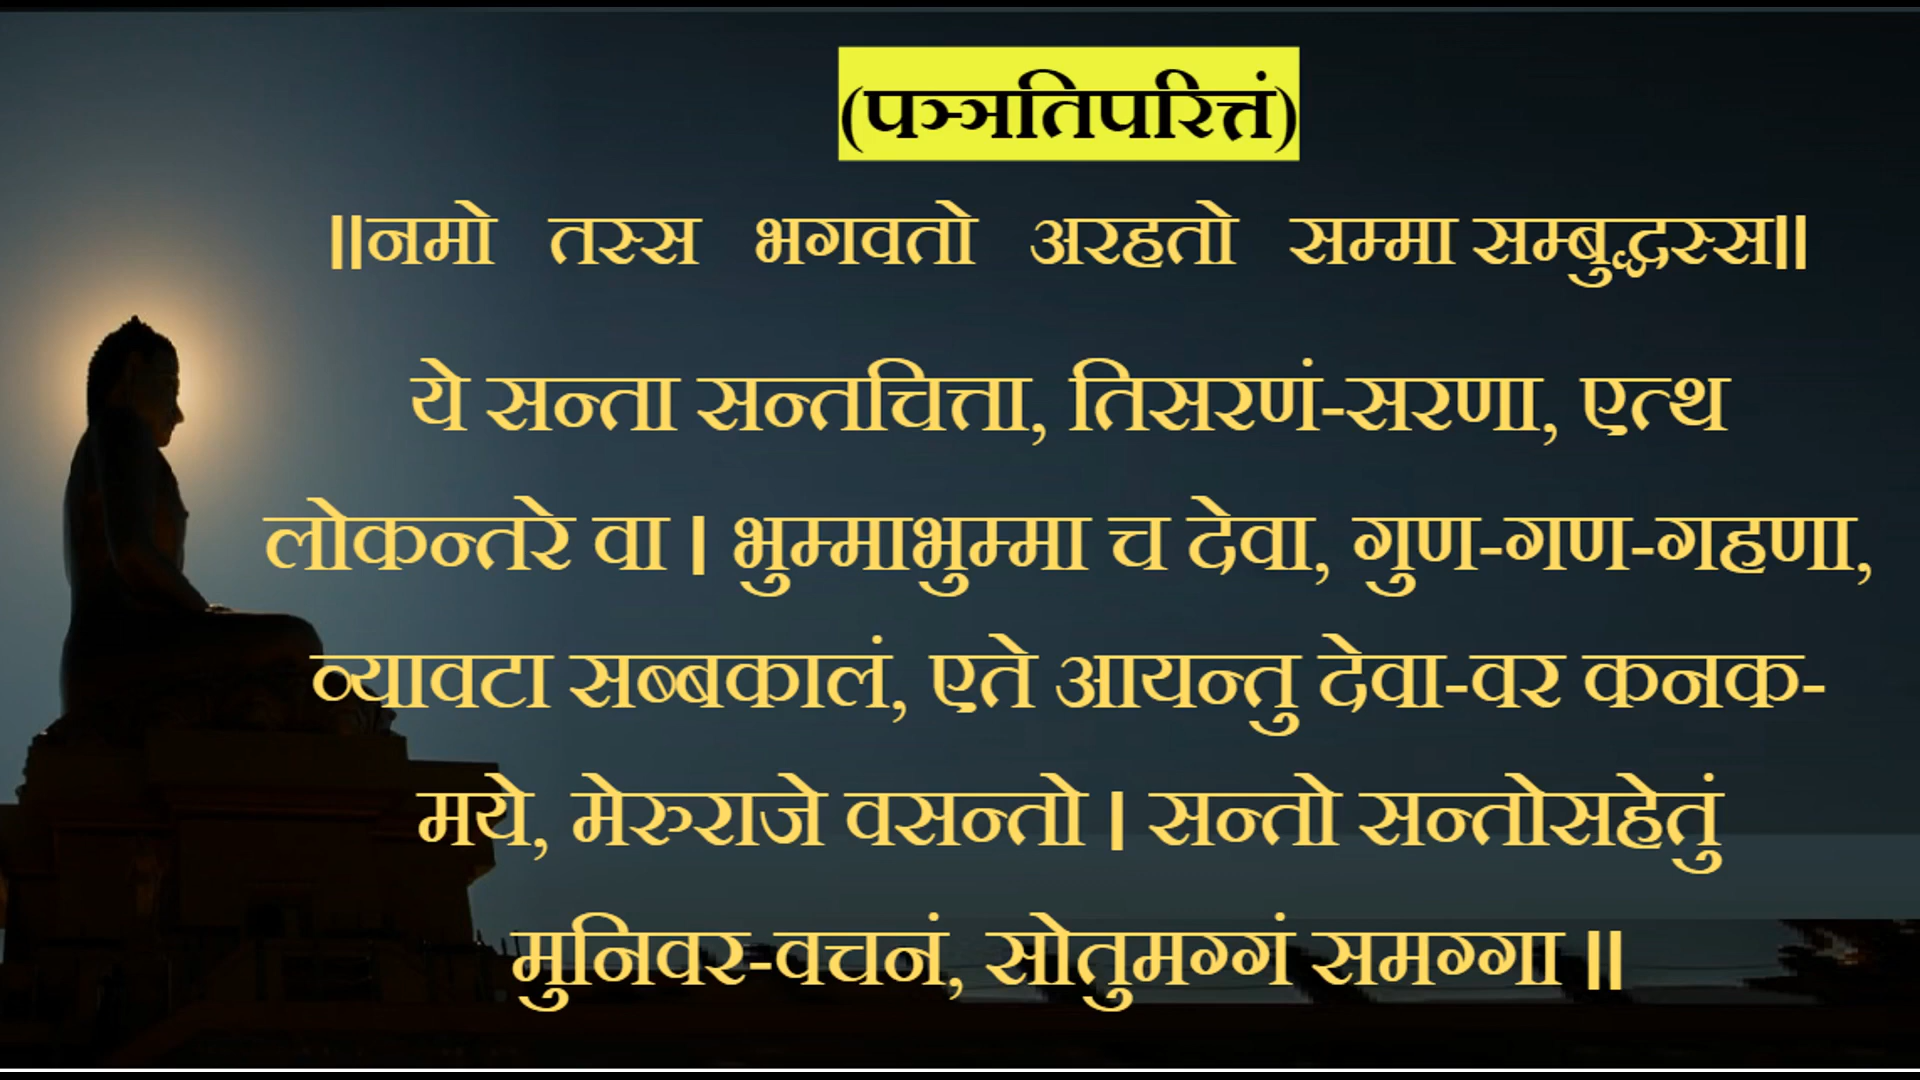 (पञ्ञतिपरित्तं)
॥नमो तस्स भगवतो अरहतो सम्मा सम्बुद्धस्स॥
ये सन्ता सन्तचित्ता, तिसरणं-सरणा, एत्थ
लोकन्तरे वा । भुम्माभुम्मा च देवा, गुण-गण-गहणा,
व्यावटा सब्बकालं, एते आयन्तु देवा-वर कनक-
मये, मेरुराजे वसन्तो । सन्तो सन्तोसहेतुं
मुनिवर-वचनं, सोतुमग्गं समग्गा ॥